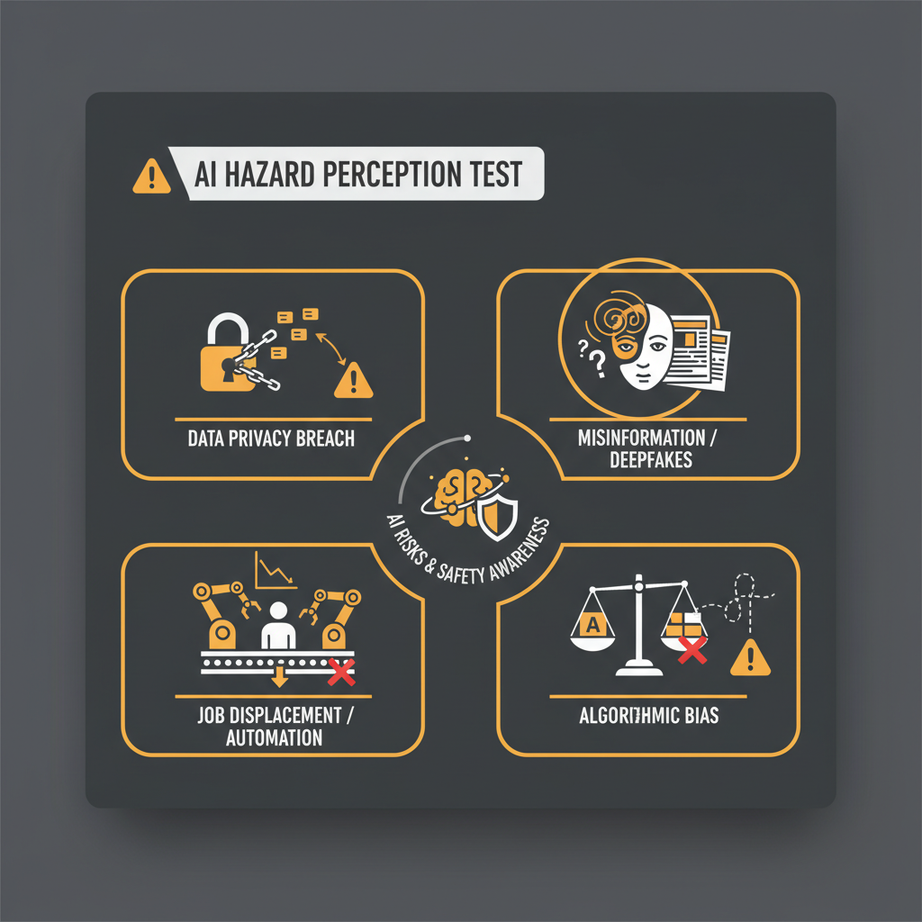 AI HAZARD PERCEPTION TEST
DATA PRIVACY BREACH
MISINFORMATION /
DEEPFAKES
AI RISKS & SAFETY AWARENESS
JOB DISPLACEMENT /
AUTOMATION
A
ALGORITHMIC BIAS